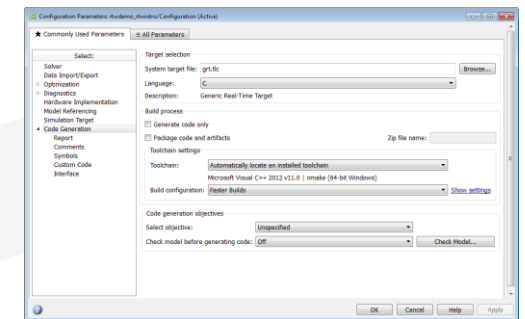 Configuration Parameters: rtwdemo_rtwintro/Configuration (Active)
★ Commonly Used Parameters
≡ All Parameters
Select:
Solver
Data Import/Export
Optimization
Diagnostics
Hardware Implementation
Model Referencing
Simulation Target
Code Generation
Report
Comments
Symbols
Custom Code
Interface
Target selection
System target file: grt.tlc Browse...
Language: C
Description: Generic Real-Time Target
Build process
Generate code only
Package code and artifacts Zip file name:
Toolchain settings
Toolchain: Automatically locate an installed toolchain
Microsoft Visual C++ 2012 v11.0 | nmake (64-bit Windows)
Build configuration: Faster Builds Show settings
Code generation objectives
Select objective: Unspecified
Check model before generating code: Off Check Model...
OK Cancel Help Apply